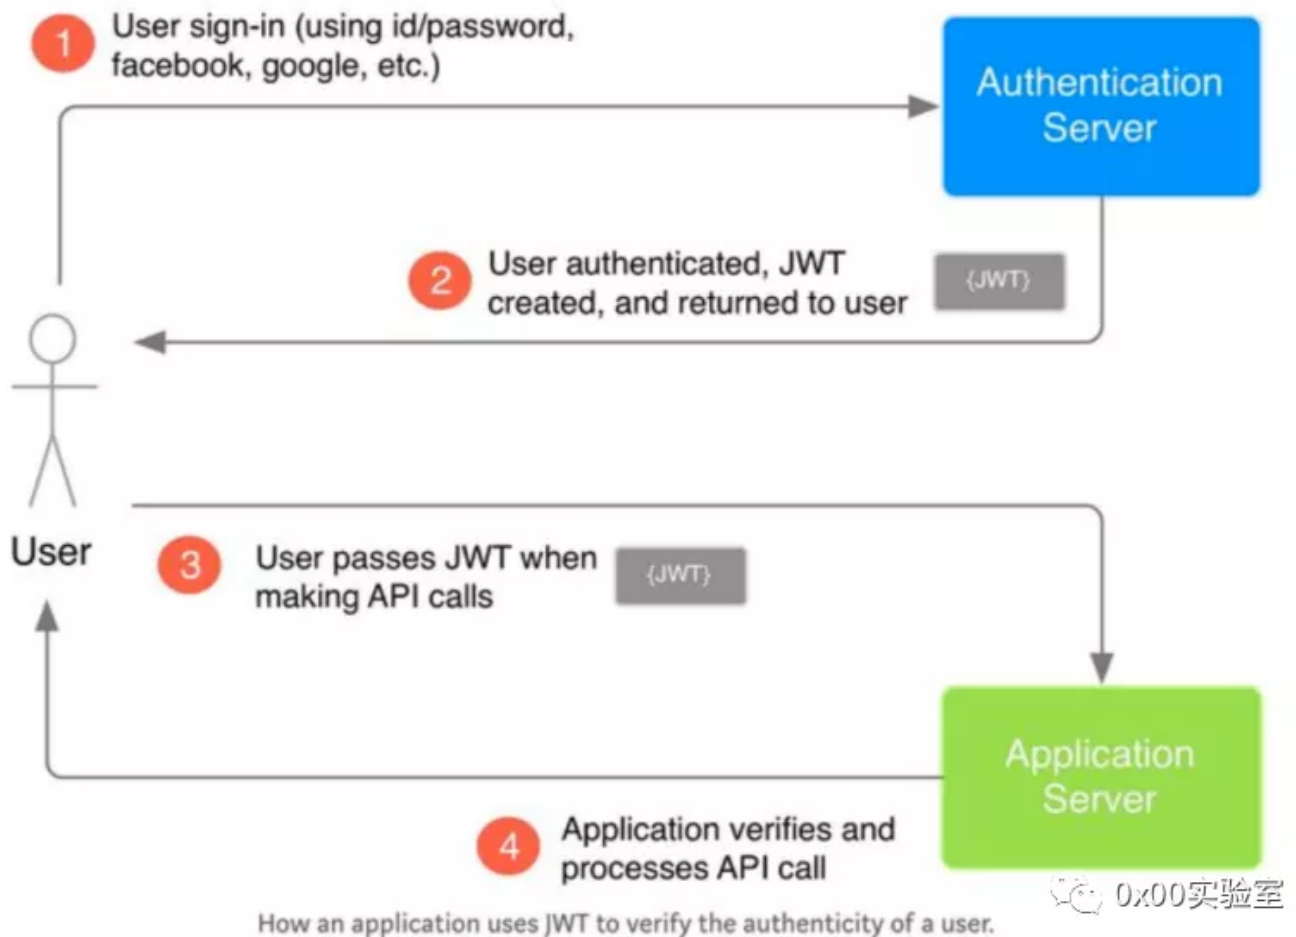 1
User sign-in (using id/password,
facebook, google, etc.)
Authentication
Server
2
User authenticated, JWT
created, and returned to user
{JWT}
User
3
User passes JWT when
making API calls
{JWT}
Application
Server
4
Application verifies and
processes API call
0x00实验室
How an application uses JWT to verify the authenticity of a user.